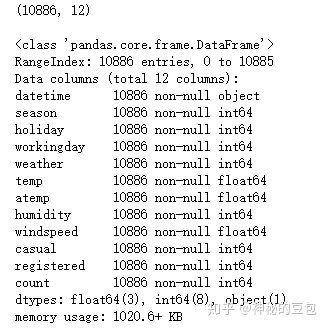 (10886, 12)
<class 'pandas.core.frame.DataFrame'>
RangeIndex: 10886 entries, 0 to 10885
Data columns (total 12 columns):
datetime      10886 non-null object
season        10886 non-null int64
holiday       10886 non-null int64
workingday    10886 non-null int64
weather       10886 non-null int64
temp          10886 non-null float64
atemp         10886 non-null float64
humidity      10886 non-null int64
windspeed     10886 non-null float64
casual        10886 non-null int64
registered    10886 non-null int64
count         10886 non-null int64
dtypes: float64(3), int64(8), object(1)
memory usage: 1020.6+ KB
知乎 @神秘的豆包